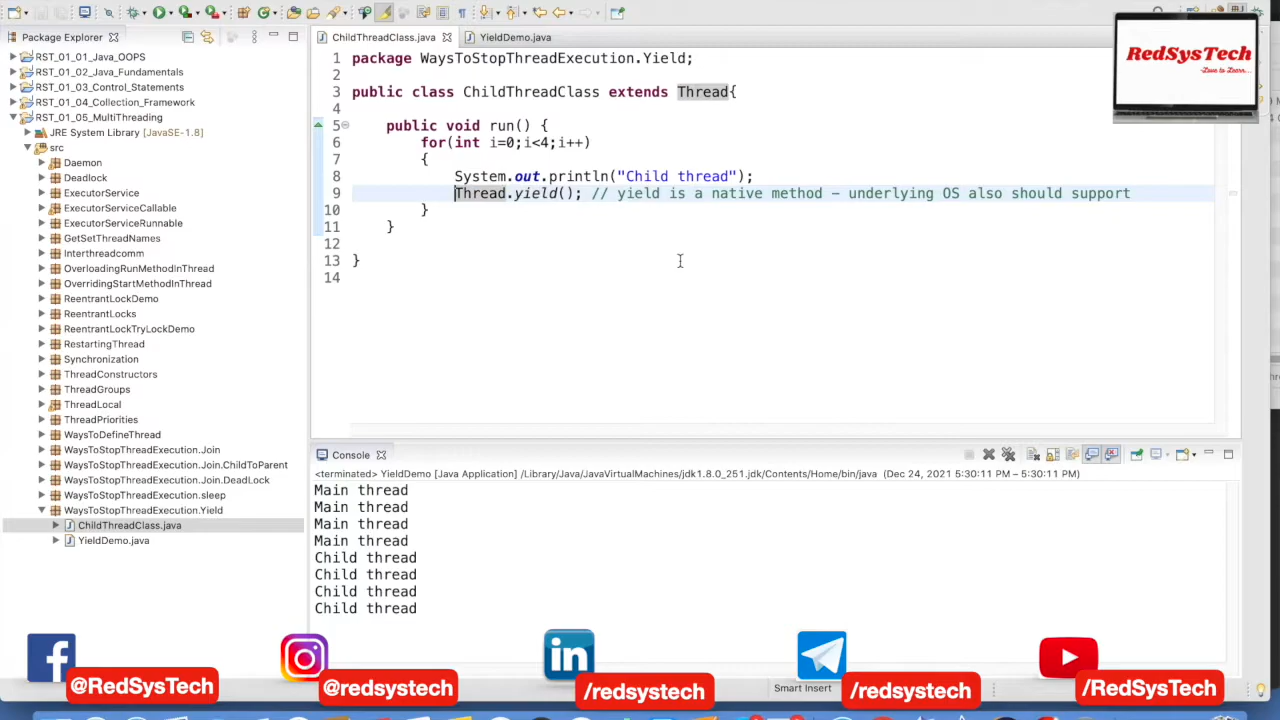 Package Explorer
RST_01_01_Java_OOPS
RST_01_02_Java_Fundamentals
RST_01_03_Control_Statements
RST_01_04_Collection_Framework
RST_01_05_MultiThreading
JRE System Library [JavaSE-1.8]
src
Daemon
Deadlock
ExecutorService
ExecutorServiceCallable
ExecutorServiceRunnable
GetSetThreadNames
Interthreadcomm
OverloadingRunMethodInThread
OverridingStartMethodInThread
ReentrantLockDemo
ReentrantLocks
ReentrantLockTryLockDemo
RestartingThread
Synchronization
ThreadConstructors
ThreadGroups
ThreadLocal
ThreadPriorities
WaysToDefineThread
WaysToStopThreadExecution.Join
WaysToStopThreadExecution.Join.ChildToParent
WaysToStopThreadExecution.Join.DeadLock
WaysToStopThreadExecution.sleep
WaysToStopThreadExecution.Yield
ChildThreadClass.java
YieldDemo.java
ChildThreadClass.java YieldDemo.java
1 package WaysToStopThreadExecution.Yield;
2
3 public class ChildThreadClass extends Thread{
4
5 public void run() {
6 for(int i=0;i<4;i++)
7 {
8 System.out.println("Child thread");
9 Thread.yield(); // yield is a native method - underlying OS also should support
10 }
11 }
12
13 }
14
RedSysTech
-Love to Learn...
Console
<terminated> YieldDemo [Java Application] /Library/Java/JavaVirtualMachines/jdk1.8.0_251.jdk/Contents/Home/bin/java (Dec 24, 2021 5:30:11 PM – 5:30:11 PM)
Main thread
Main thread
Main thread
Main thread
Child thread
Child thread
Child thread
Child thread
Smart Insert
@RedSysTech
@redsystech
/redsystech
/redsystech
/RedSysTech